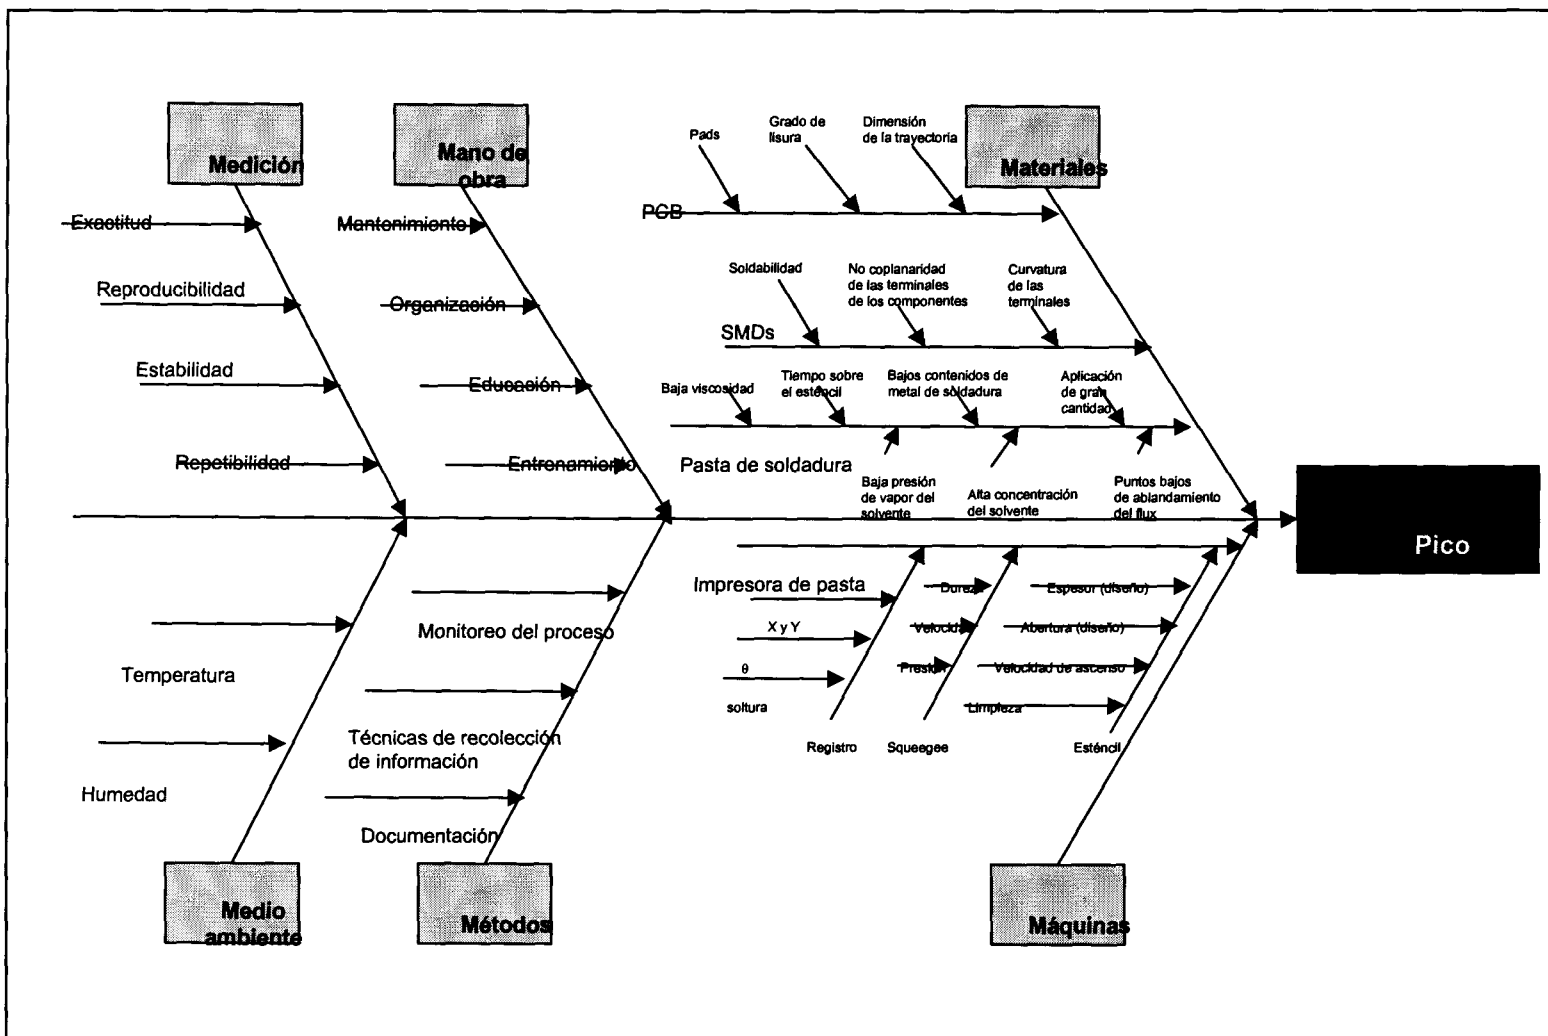 Medición
Mano de
obra
Materiales
Exactitud
Reproducibilidad
Estabilidad
Repetibilidad
Mantenimiento
Organización
Educación
Entrenamiento
Pads
Grado de
lisura
Dimensión
de la trayectoria
PCB
Soldabilidad
No coplanaridad
de las terminales
de los componentes
Curvatura
de las
terminales
SMDs
Baja viscosidad
Tiempo sobre
el esténcil
Bajos contenidos de
metal de soldadura
Aplicación
de gran
cantidad
Pasta de soldadura
Baja presión
de vapor del
solvente
Alta concentración
del solvente
Puntos bajos
de ablandamiento
del flux
Pico
Temperatura
Humedad
Monitoreo del proceso
Técnicas de recolección
de información
Documentación
Impresora de pasta
X y Y
θ
soltura
Registro
Dureza
Velocidad
Presión
Squeegee
Espesor (diseño)
Abertura (diseño)
Velocidad de ascenso
Limpieza
Esténcil
Medio
ambiente
Métodos
Máquinas